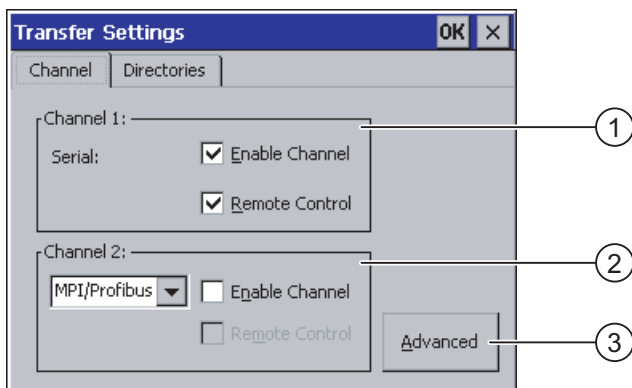 Transfer Settings OK ×
Channel Directories
Channel 1:
Serial: Enable Channel
Remote Control
Channel 2:
MPI/Profibus Enable Channel
Remote Control
Advanced
1
2
3